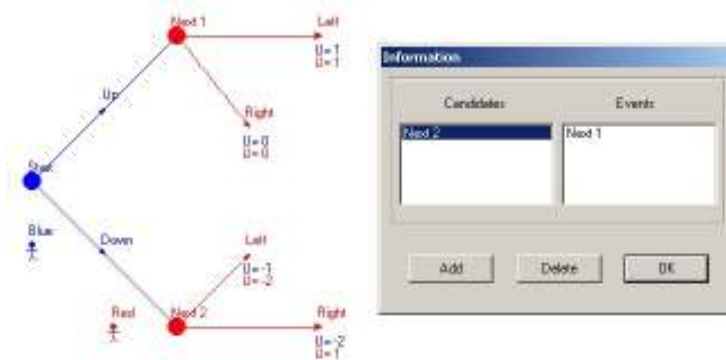 Next 1
Left
U=1
U=1
Up
Right
U=0
U=0
Start
Blue
Down
Left
U=-1
U=-2
Red
Next 2
Right
U=-2
U=1
Information
Candidates
Events
Next 2
Next 1
Add
Delete
OK